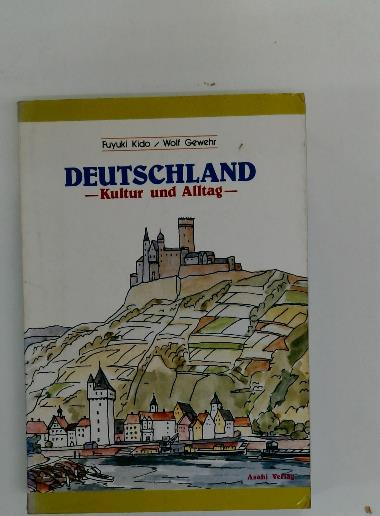 Fuyuki Kido / Wolf Gewehr
DEUTSCHLAND
—Kultur und Alltag—
Asahi Verlag